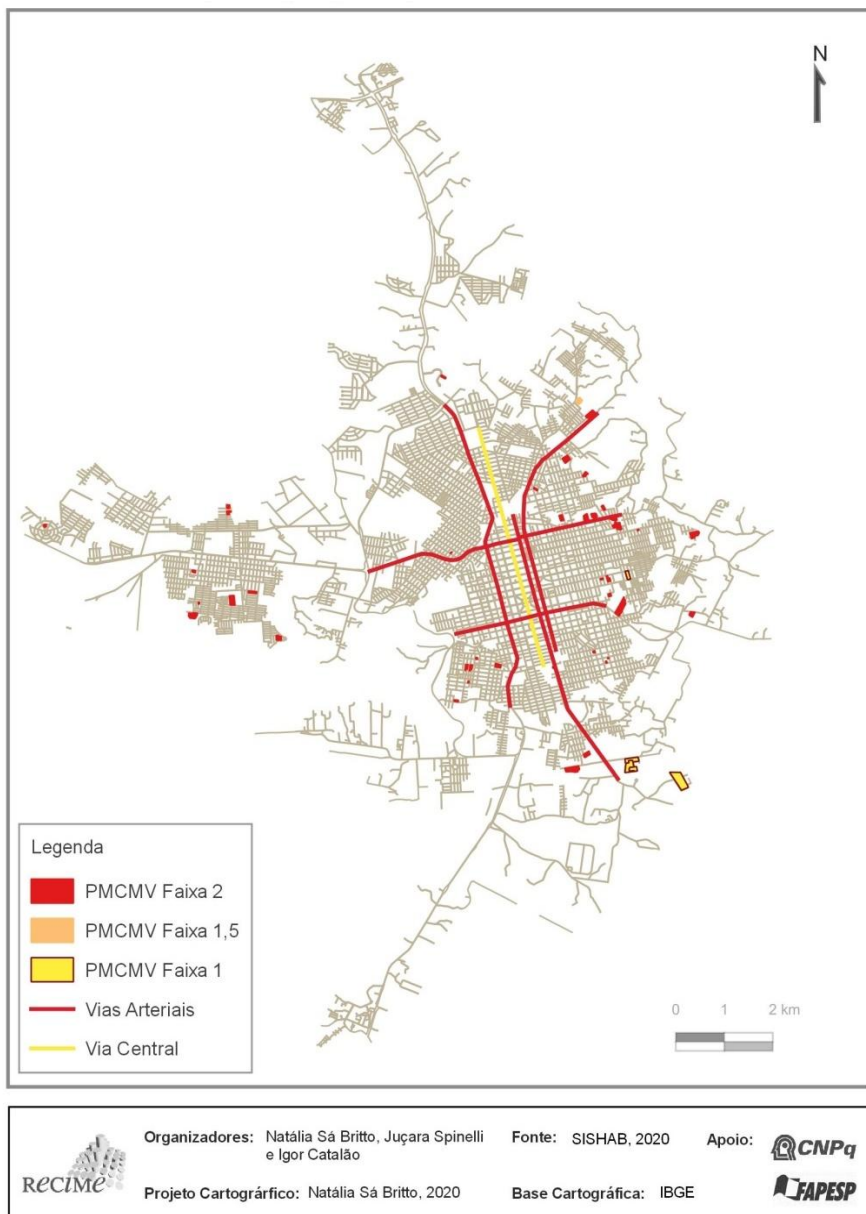 N
Legenda
PMCMV Faixa 2
PMCMV Faixa 1,5
PMCMV Faixa 1
Vias Arteriais
Via Central
0 1 2 km
ReCiMe
Organizadores: Natália Sá Britto, Juçara Spinelli
e Igor Catalão
Projeto Cartográrfico: Natália Sá Britto, 2020
Fonte: SISHAB, 2020
Base Cartográfica: IBGE
Apoio:
CNPq
FAPESP